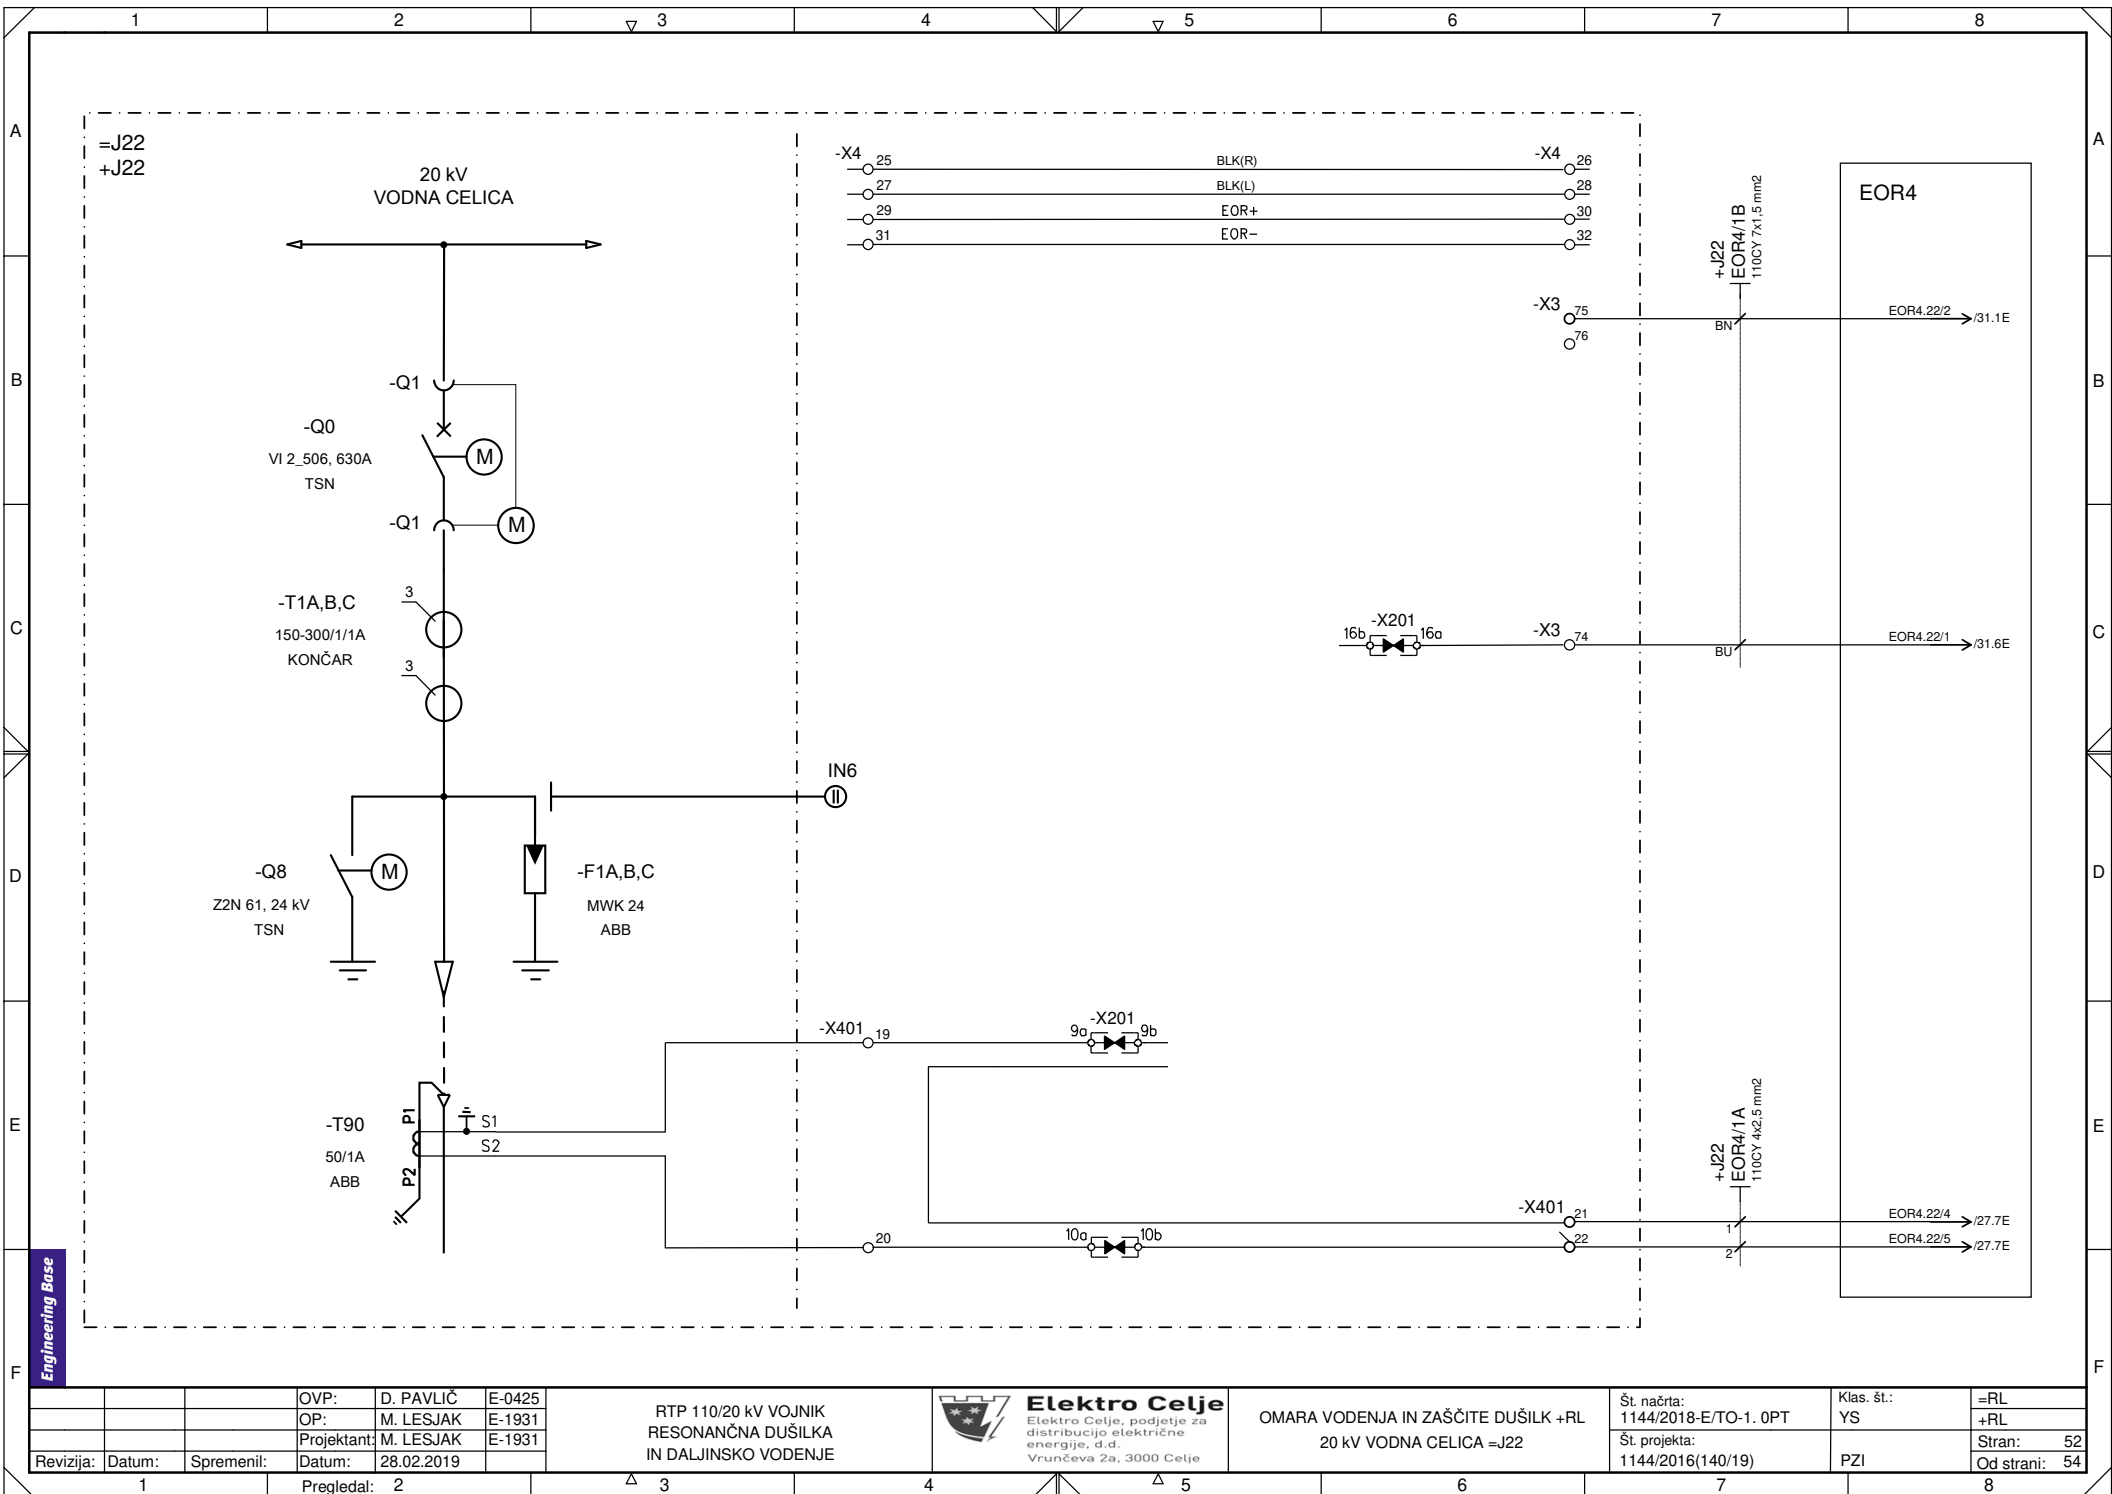 1 2 3 4 5 6 7 8
A A
=J22
+J22
20 kV
VODNA CELICA
-X4 25 BLK(R) -X4 26
27 BLK(L) 28
29 EOR+ 30
31 EOR- 32
+J22
EOR4/1B
110CY 7x1,5 mm2
EOR4
-X3 75 BN EOR4.22/2 /31.1E
76
B B
-Q1
-Q0
VI 2_506, 630A
TSN
M
-Q1
M
-T1A,B,C
150-300/1/1A
KONČAR
3
3
C C
16b -X201 16a -X3 74 BU EOR4.22/1 /31.6E
IN6
D D
-Q8
Z2N 61, 24 kV
TSN
M
-F1A,B,C
MWK 24
ABB
-X401 19 9a -X201 9b
E E
-T90
50/1A
ABB
P1
P2
S1
S2
+J22
EOR4/1A
110CY 4x2,5 mm2
-X401 21 1 EOR4.22/4 /27.7E
20 10a 10b 22 2 EOR4.22/5 /27.7E
Engineering Base
F F
OVP: D. PAVLIČ E-0425
OP: M. LESJAK E-1931
Projektant: M. LESJAK E-1931
Revizija: Datum: Spremenil: Datum: 28.02.2019
Pregledal:
RTP 110/20 kV VOJNIK
RESONANČNA DUŠILKA
IN DALJINSKO VODENJE
Elektro Celje
Elektro Celje, podjetje za
distribucijo električne
energije, d.d.
Vrunčeva 2a, 3000 Celje
OMARA VODENJA IN ZAŠČITE DUŠILK +RL
20 kV VODNA CELICA =J22
Št. načrta:
1144/2018-E/TO-1. 0PT
Št. projekta:
1144/2016(140/19)
Klas. št.:
YS
PZI
=RL
+RL
Stran: 52
Od strani: 54
1 2 3 4 5 6 7 8